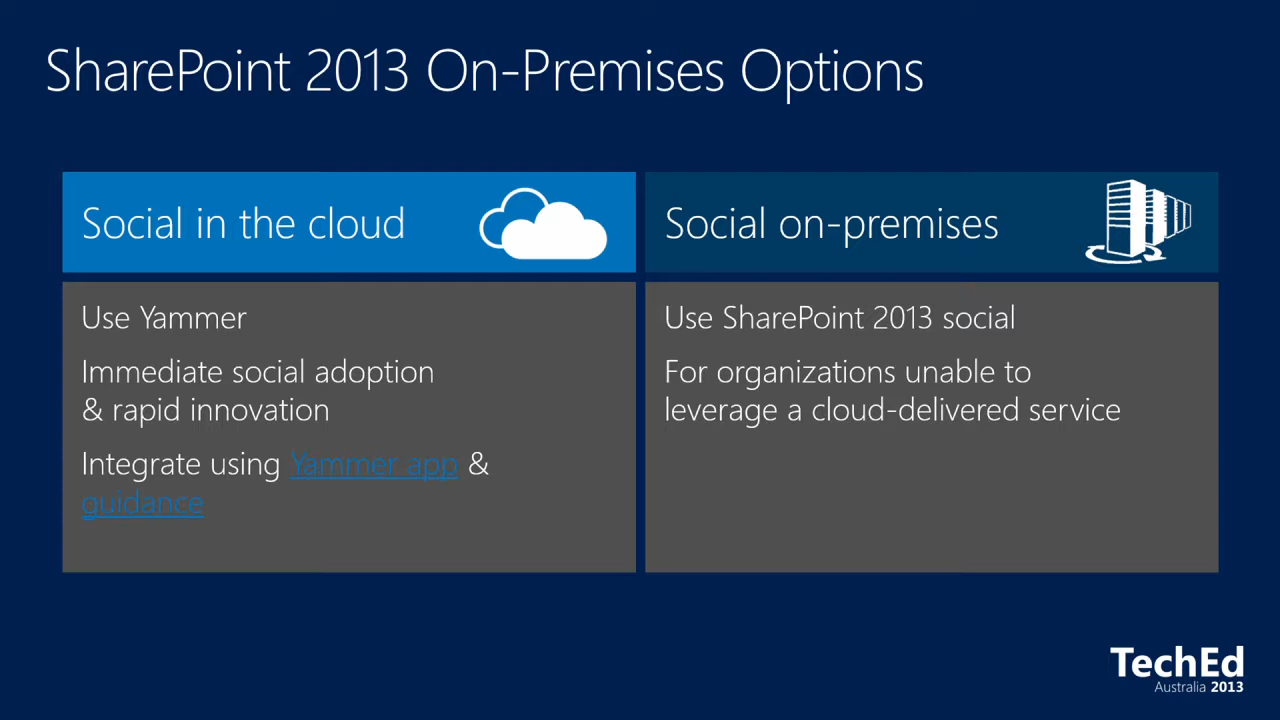 SharePoint 2013 On-Premises Options
Social in the cloud
Use Yammer
Immediate social adoption
& rapid innovation
Integrate using Yammer app &
guidance
Social on-premises
Use SharePoint 2013 social
For organizations unable to
leverage a cloud-delivered service
TechEd
Australia 2013